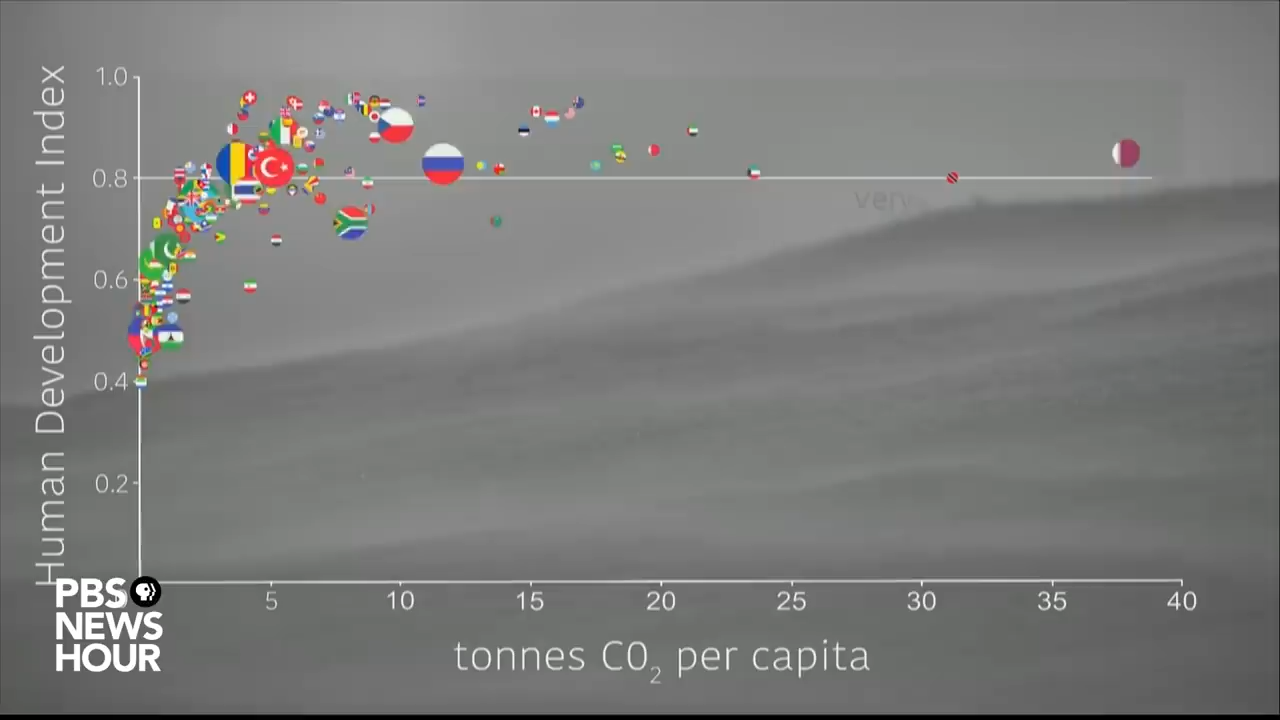 Human Development Index
1.0
0.8
0.6
0.4
0.2
5
10
15
20
25
30
35
40
tonnes CO₂ per capita
PBS
NEWS
HOUR